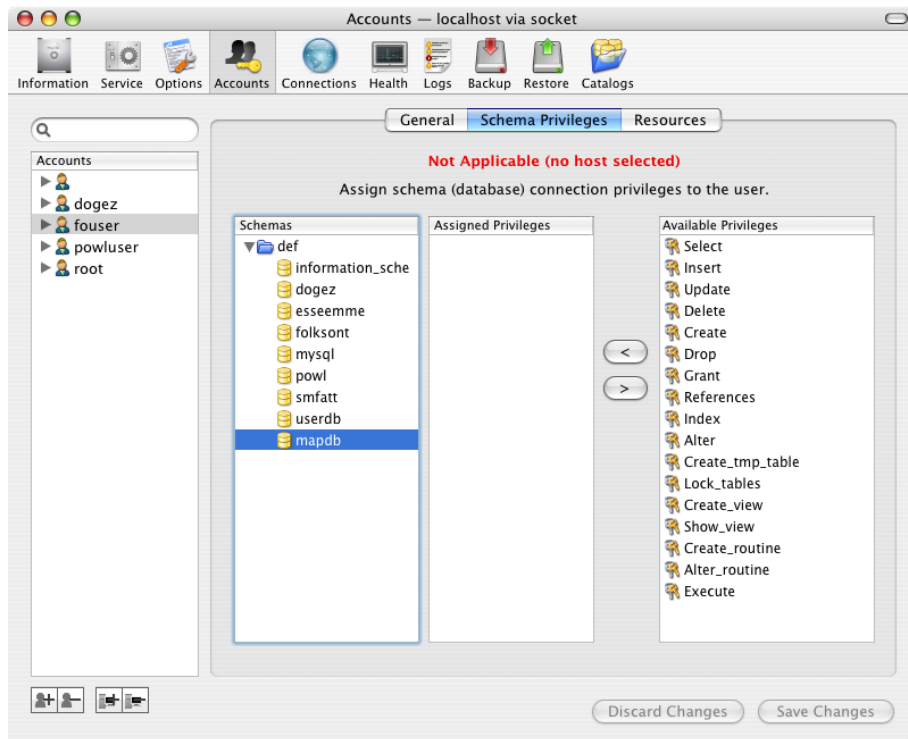 Accounts — localhost via socket
Information Service Options Accounts Connections Health Logs Backup Restore Catalogs
General Schema Privileges Resources
Not Applicable (no host selected)
Assign schema (database) connection privileges to the user.
Accounts
dogez
fouser
powluser
root
Schemas
def
information_sche
dogez
esseemme
folksont
mysql
powl
smfatt
userdb
mapdb
Assigned Privileges
<
>
Available Privileges
Select
Insert
Update
Delete
Create
Drop
Grant
References
Index
Alter
Create_tmp_table
Lock_tables
Create_view
Show_view
Create_routine
Alter_routine
Execute
Discard Changes Save Changes